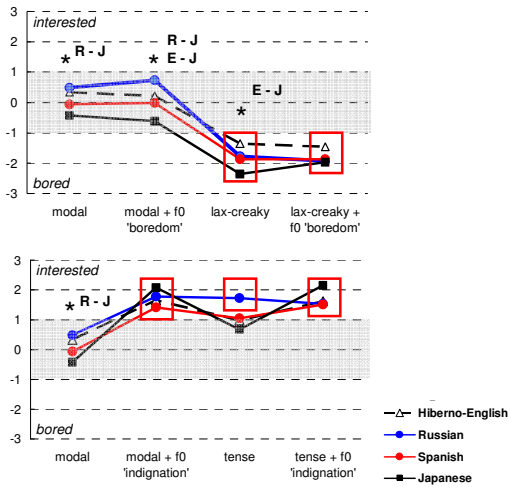 3
interested
2
R - J
R - J
E - J
*
*
1
E - J
*
0
-1
-2
bored
-3
modal
modal + f0
'boredom'
lax-creaky
lax-creaky +
f0 'boredom'
3
interested
2
* R - J
1
0
-1
-2
bored
-3
modal
modal + f0
'indignation'
tense
tense + f0
'indignation'
Hiberno-English
Russian
Spanish
Japanese